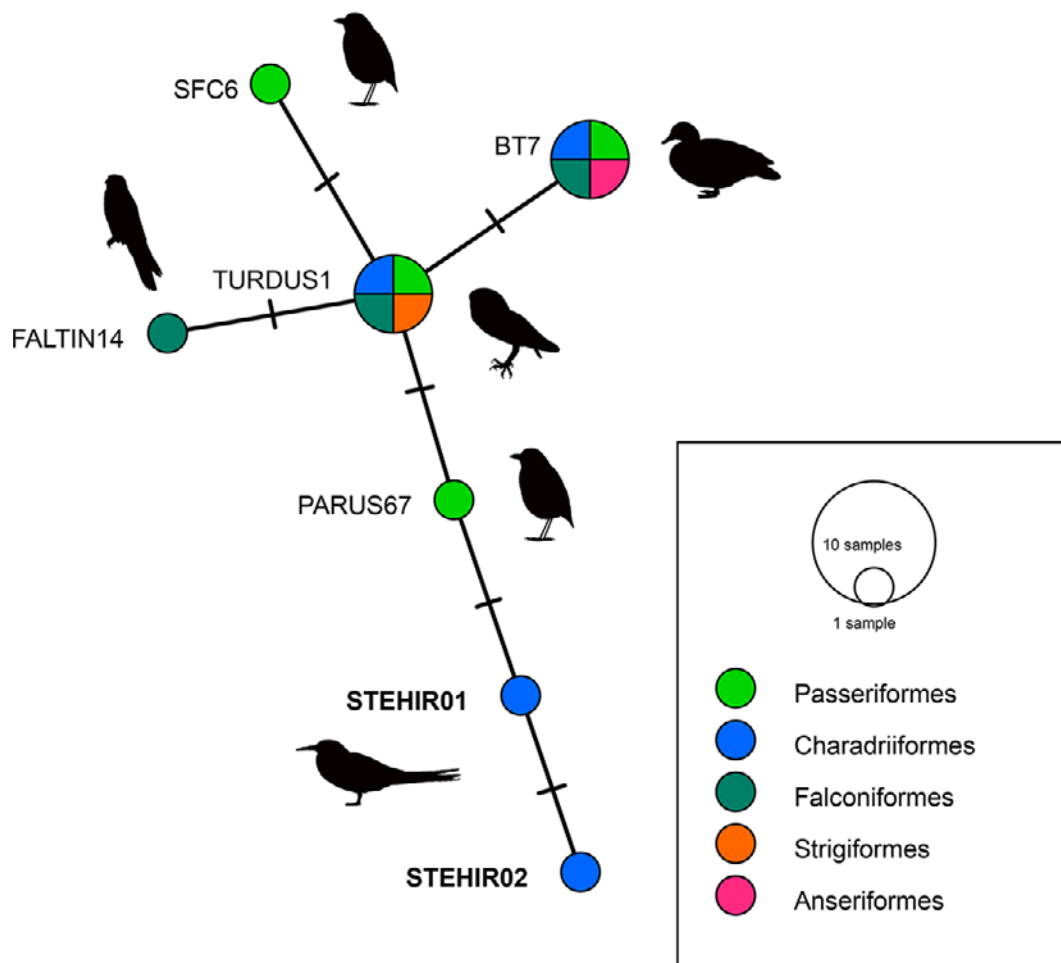 SFC6
BT7
TURDUS1
FALTIN14
PARUS67
STEHIR01
STEHIR02
10 samples
1 sample
Passeriformes
Charadriiformes
Falconiformes
Strigiformes
Anseriformes